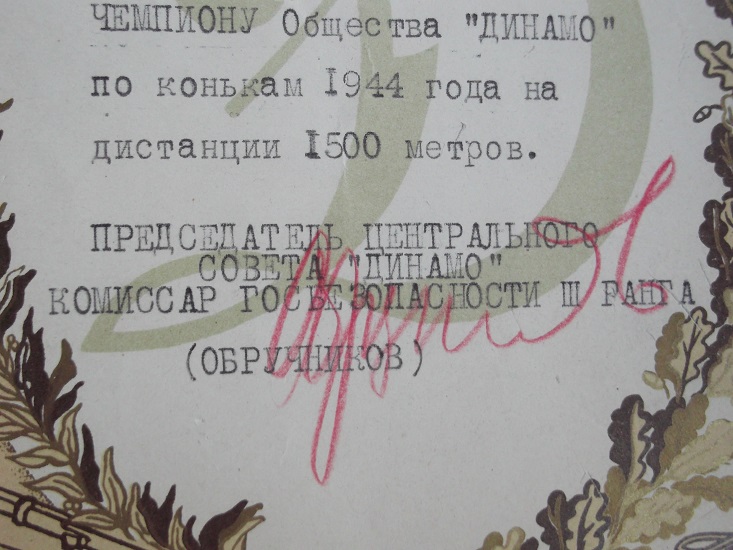 ЧЕМПИОНУ Общества "ДИНАМО"
по конькам 1944 года на
дистанции 1500 метров.
ПРЕДСЕДАТЕЛЬ ЦЕНТРАЛЬНОГО
СОВЕТА "ДИНАМО"
КОМИССАР ГОСБЕЗОПАСНОСТИ Ш РАНГА
(ОБРУЧНИКОВ)